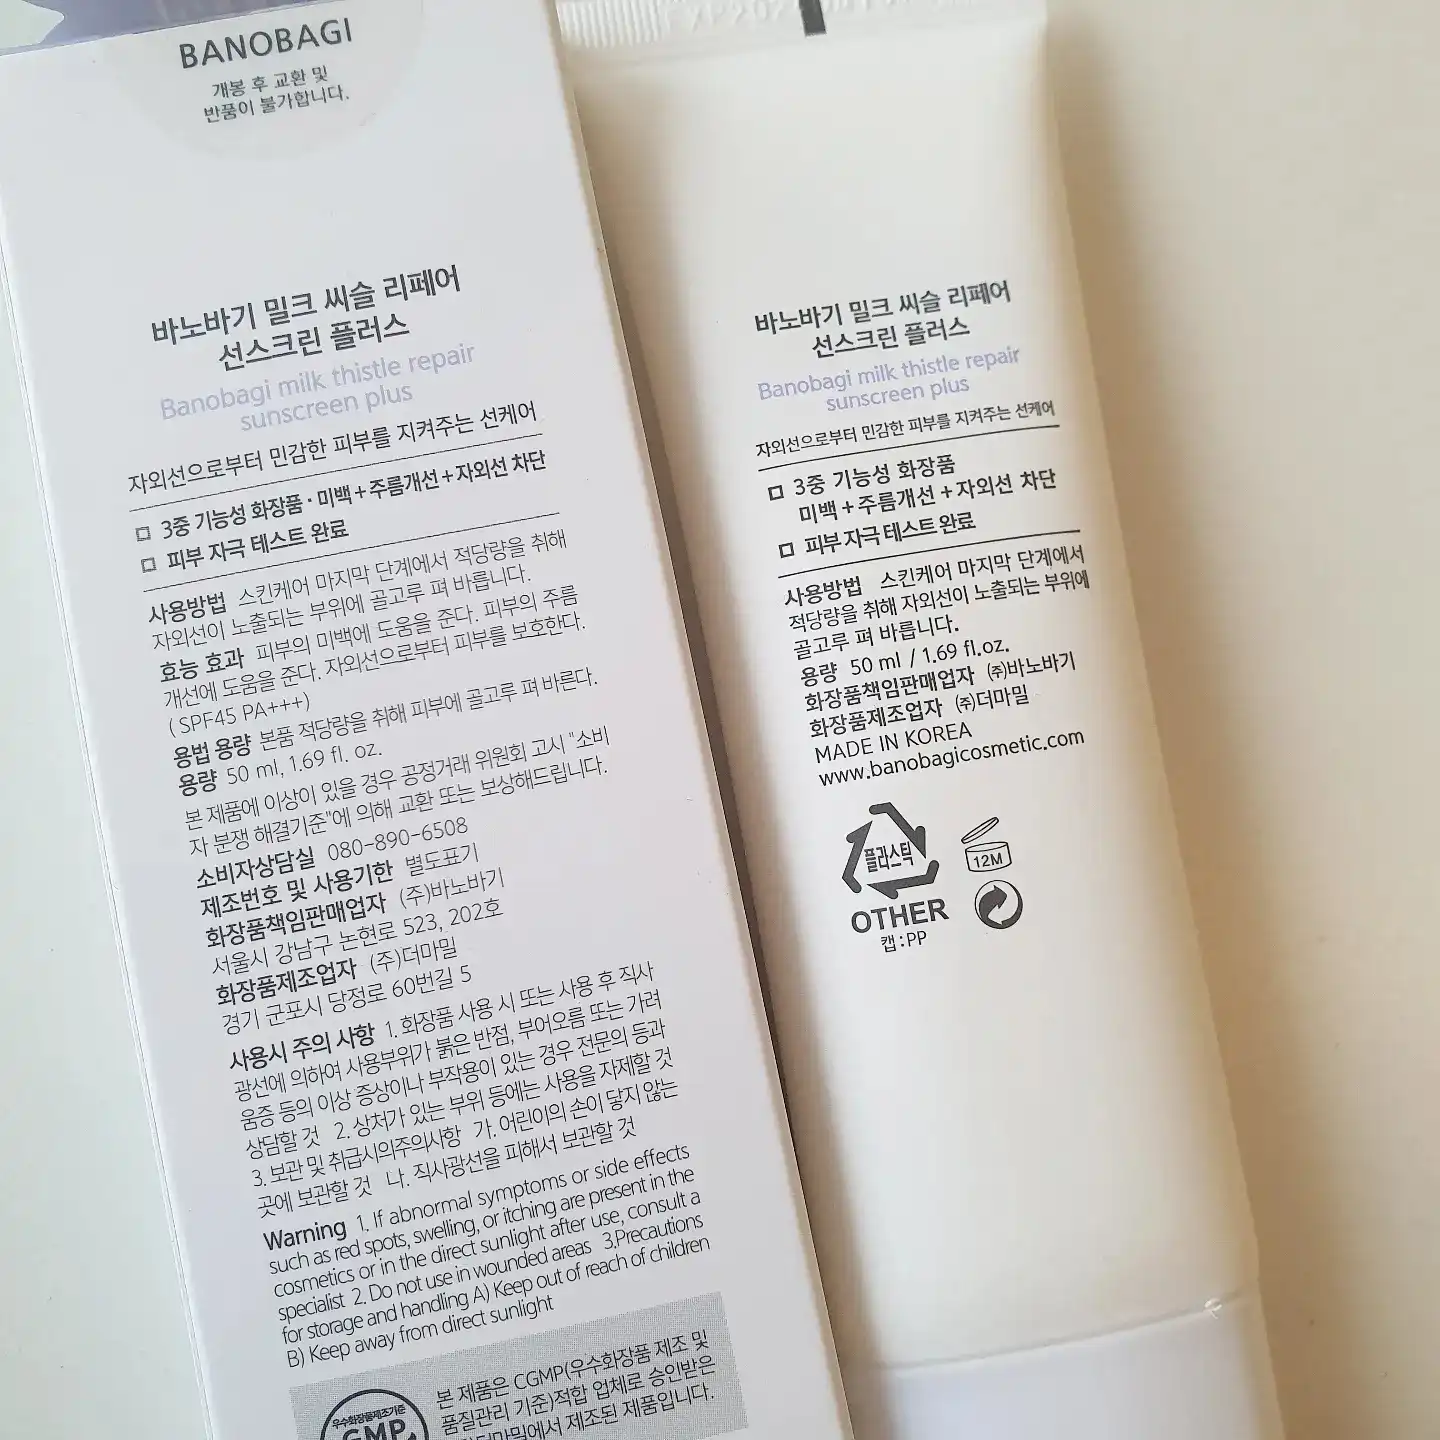 BANOBAGI
개봉 후 교환 및
반품이 불가합니다.
바노바기 밀크 씨슬 리페어
선스크린 플러스
Banobagi milk thistle repair
sunscreen plus
자외선으로부터 민감한 피부를 지켜주는 선케어
3중 기능성 화장품 · 미백 + 주름개선 + 자외선 차단
피부 자극 테스트 완료
사용방법 스킨케어 마지막 단계에서 적당량을 취해
자외선이 노출되는 부위에 골고루 펴 바릅니다.
효능 효과 피부의 미백에 도움을 준다. 피부의 주름
개선에 도움을 준다. 자외선으로부터 피부를 보호한다.
( SPF45 PA+++)
용법 용량 본품 적당량을 취해 피부에 골고루 펴 바른다.
용량 50 ml, 1.69 fl. oz.
본 제품에 이상이 있을 경우 공정거래 위원회 고시 "소비
자 분쟁 해결기준"에 의해 교환 또는 보상해드립니다.
소비자상담실 080-890-6508
제조번호 및 사용기한 별도표기
화장품책임판매업자 (주)바노바기
서울시 강남구 논현로 523, 202호
화장품제조업자 (주)더마밀
경기 군포시 당정로 60번길 5
사용시 주의 사항 1. 화장품 사용 시 또는 사용 후 직사
광선에 의하여 사용부위가 붉은 반점, 부어오름 또는 가려
움증 등의 이상 증상이나 부작용이 있는 경우 전문의 등과
상담할 것 2. 상처가 있는 부위 등에는 사용을 자제할 것
3. 보관 및 취급시의주의사항 가. 어린이의 손이 닿지 않는
곳에 보관할 것 나. 직사광선을 피해서 보관할 것
Warning 1. If abnormal symptoms or side effects
such as red spots, swelling, or itching are present in the
cosmetics or in the direct sunlight after use, consult a
specialist 2. Do not use in wounded areas 3.Precautions
for storage and handling A) Keep out of reach of children
B) Keep away from direct sunlight
우수화장품제조기준
GMP
본 제품은 CGMP(우수화장품 제조 및
품질관리 기준)적합 업체로 승인받은
더마밀에서 제조된 제품입니다.
바노바기 밀크 씨슬 리페어
선스크린 플러스
Banobagi milk thistle repair
sunscreen plus
자외선으로부터 민감한 피부를 지켜주는 선케어
3중 기능성 화장품
미백 + 주름개선 + 자외선 차단
피부 자극 테스트 완료
사용방법 스킨케어 마지막 단계에서
적당량을 취해 자외선이 노출되는 부위에
골고루 펴 바릅니다.
용량 50 ml / 1.69 fl.oz.
화장품책임판매업자 (주)바노바기
화장품제조업자 (주)더마밀
MADE IN KOREA
www.banobagicosmetic.com
플라스틱
12M
OTHER
캡 : PP